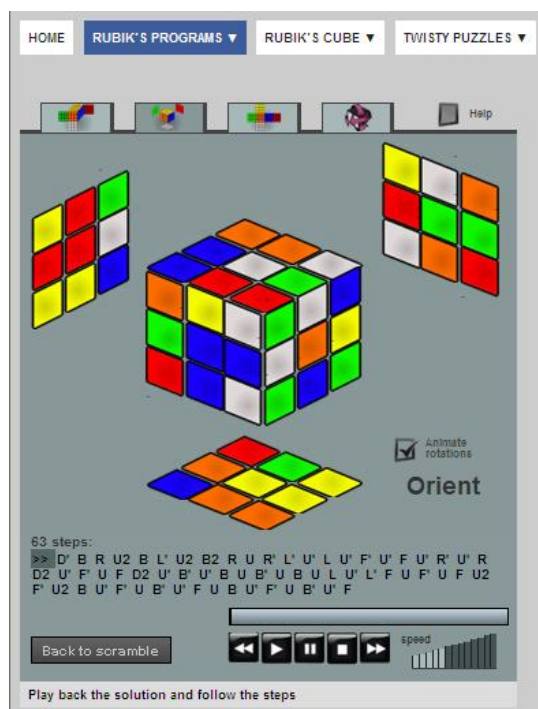 HOME RUBIK'S PROGRAMS ▼ RUBIK'S CUBE ▼ TWISTY PUZZLES ▼
Help
Animate
rotations
Orient
63 steps:
>> D' B R U2 B L' U2 B2 R U R' L' U' L U' F' U' F U' R' U' R
D2 U' F' U F D2 U' B' U' B U B' U B U L U' L' F U F' U F U2
F' U2 B U' F' U B' U' F U B U' F' U B' U' F
speed
Back to scramble
Play back the solution and follow the steps